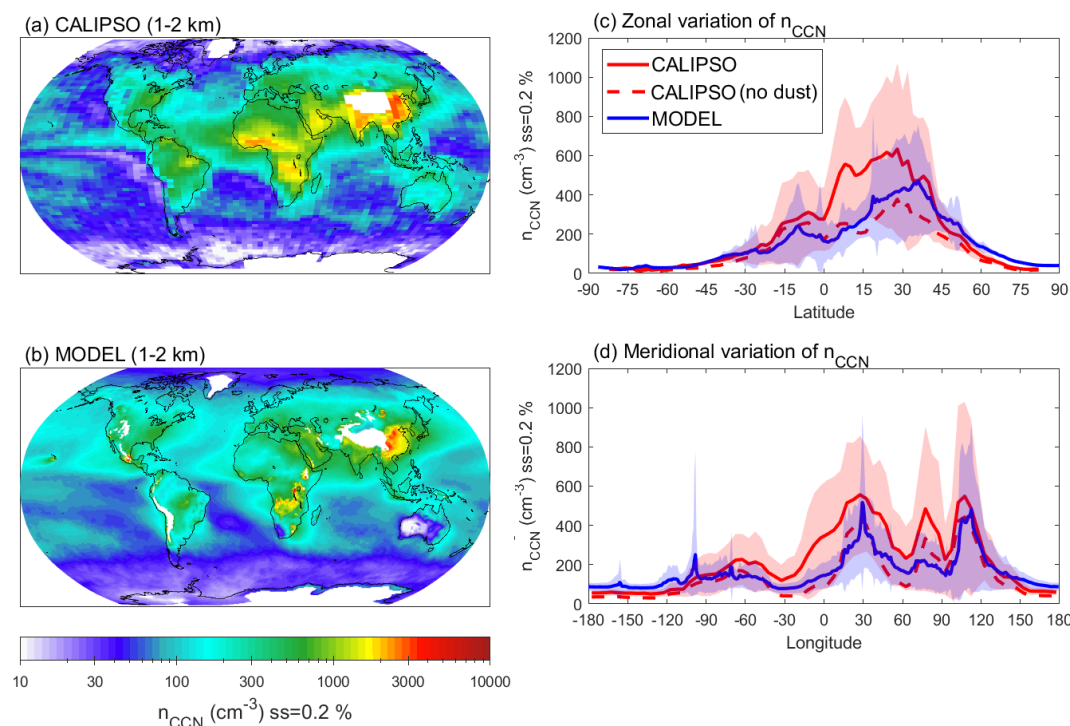 (a) CALIPSO (1-2 km)
(b) MODEL (1-2 km)
10 30 100 300 1000 3000 10000
nCCN (cm-3) ss=0.2 %
(c) Zonal variation of nCCN
1200
1000
800
600
400
200
0
nCCN (cm-3) ss=0.2 %
CALIPSO
CALIPSO (no dust)
MODEL
-90 -75 -60 -45 -30 -15 0 15 30 45 60 75 90
Latitude
(d) Meridional variation of nCCN
1200
1000
800
600
400
200
0
nCCN (cm-3) ss=0.2 %
-180 -150 -120 -90 -60 -30 0 30 60 90 120 150 180
Longitude